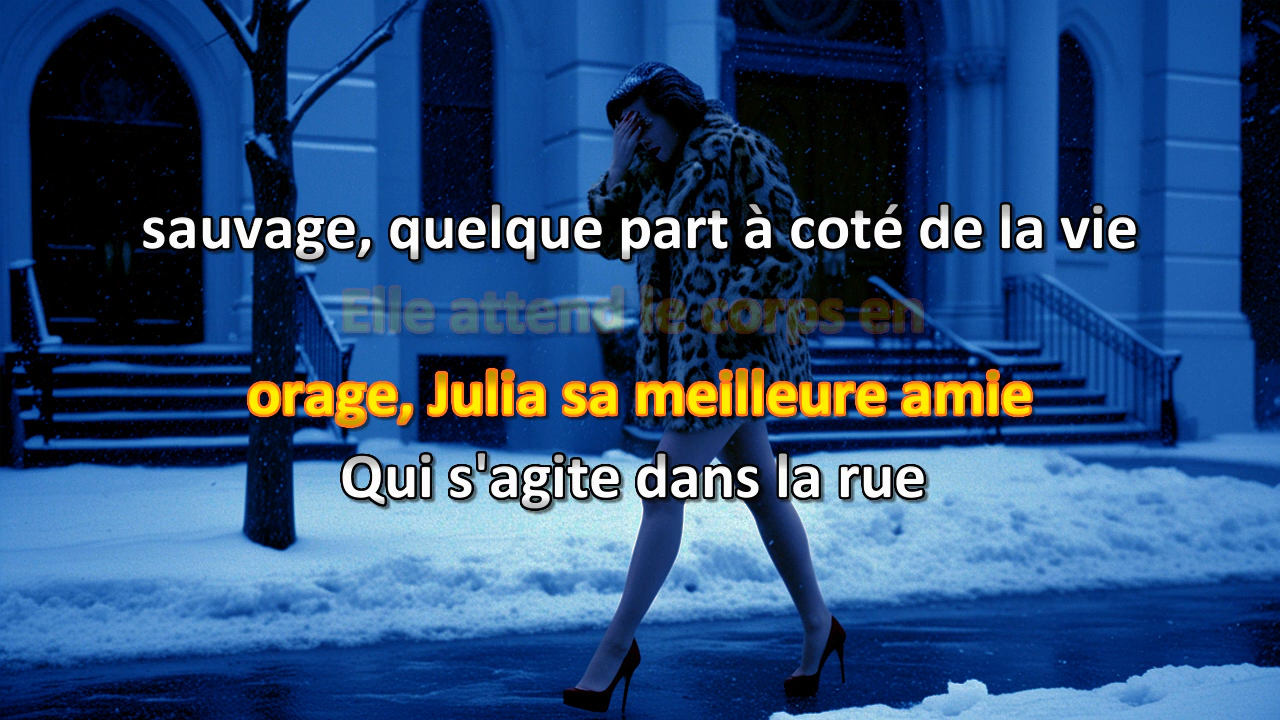 sauvage, quelque part à coté de la vie
Elle attend le corps en
orage, Julia sa meilleure amie
Qui s'agite dans la rue